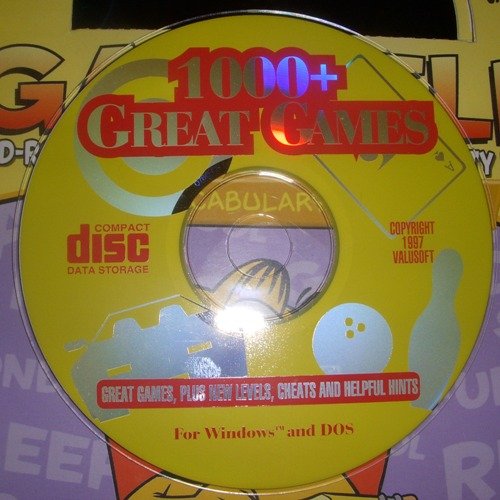 1000+
GREAT GAMES
COMPACT
disc
DATA STORAGE
ABULAR
COPYRIGHT
1997
VALUSOFT
GREAT GAMES, PLUS NEW LEVELS, CHEATS AND HELPFUL HINTS
For Windows™ and DOS